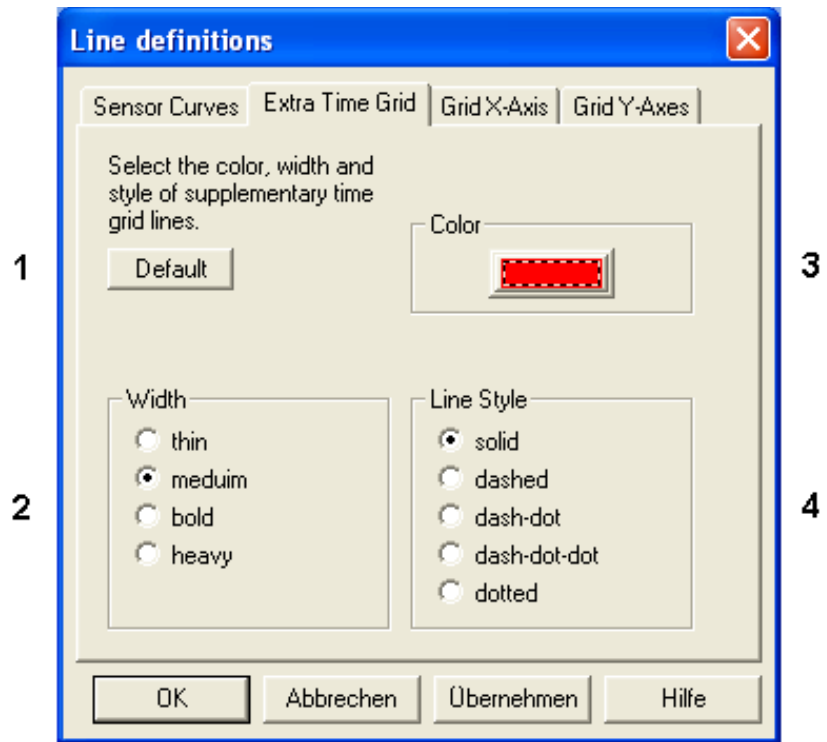 Line definitions
Sensor Curves
Extra Time Grid
Grid X-Axis
Grid Y-Axes
Select the color, width and
style of supplementary time
grid lines.
1
Default
Color
3
Width
thin
meduim
bold
heavy
2
Line Style
solid
dashed
dash-dot
dash-dot-dot
dotted
4
OK
Abbrechen
Übernehmen
Hilfe